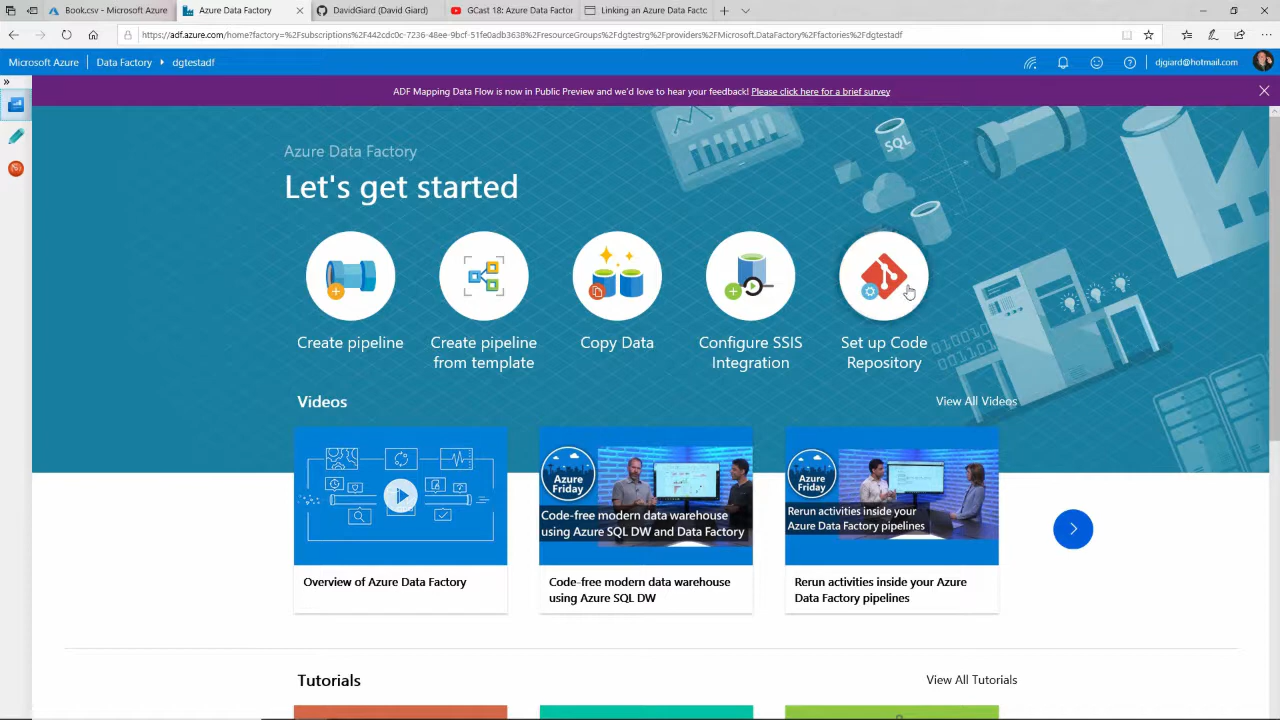 Book.csv - Microsoft Azure
Azure Data Factory
DavidGiard (David Giard)
Gcast 18: Azure Data Factor
Linking an Azure Data Factc
https://adf.azure.com/home?factory=%2Fsubscriptions%2F442cdc0c-7236-48ee-9bcf-51fe0adb3638%2FresourceGroups%2Fdgtestrg%2Fproviders%2FMicrosoft.DataFactory%2Ffactories%2Fdgtestadf
Microsoft Azure
Data Factory
dgtestadf
djgiard@hotmail.com
ADF Mapping Data Flow is now in Public Preview and we'd love to hear your feedback! Please click here for a brief survey
Azure Data Factory
Let's get started
SQL
Create pipeline
Create pipeline
from template
Copy Data
Configure SSIS
Integration
Set up Code
Repository
Videos
View All Videos
Azure
Friday
Code-free modern data warehouse
using Azure SQL DW and Data Factory
Azure
Friday
Rerun activities inside your
Azure Data Factory pipelines
Overview of Azure Data Factory
Code-free modern data warehouse
using Azure SQL DW
Rerun activities inside your Azure
Data Factory pipelines
Tutorials
View All Tutorials